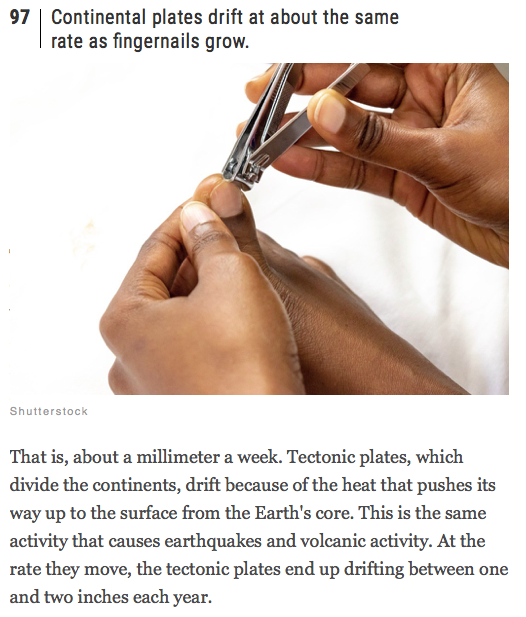 97 Continental plates drift at about the same
rate as fingernails grow.
Shutterstock
That is, about a millimeter a week. Tectonic plates, which
divide the continents, drift because of the heat that pushes its
way up to the surface from the Earth's core. This is the same
activity that causes earthquakes and volcanic activity. At the
rate they move, the tectonic plates end up drifting between one
and two inches each year.